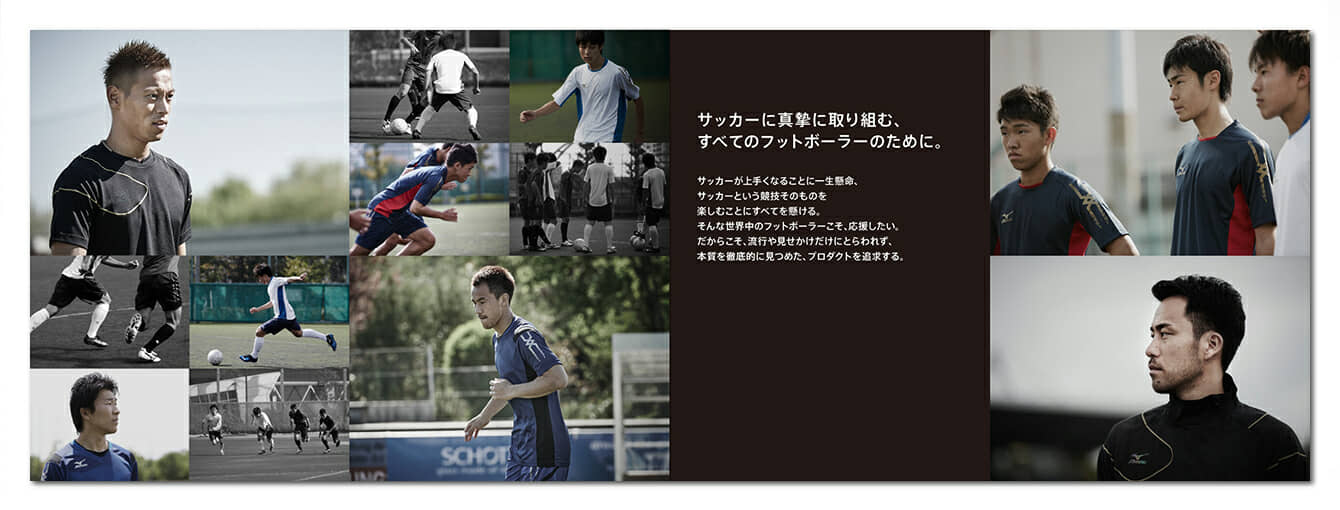 サッカーに真摯に取り組む、
すべてのフットボーラーのために。
サッカーが上手くなることに一生懸命、
サッカーという競技そのものを
楽しむことにすべてを懸ける。
そんな世界中のフットボーラーこそ、応援したい。
だからこそ、流行や見せかけだけにとらわれず、
本質を徹底的に見つめた、プロダクトを追求する。
SCHOT